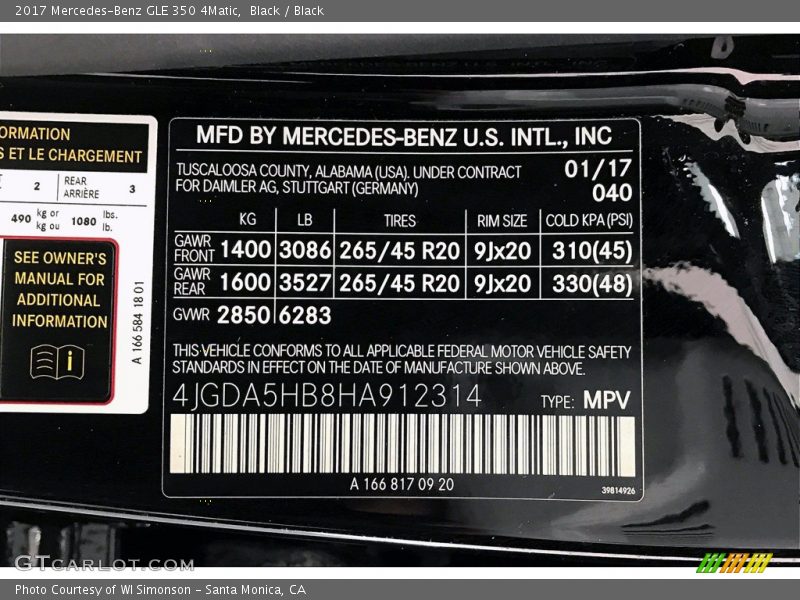 2017 Mercedes-Benz GLE 350 4Matic, Black / Black
ORMATION
S ET LE CHARGEMENT
2 REAR ARRIÈRE 3
490 kg or kg ou 1080 lbs. lb.
SEE OWNER'S
MANUAL FOR
ADDITIONAL
INFORMATION
A 166 584 18 01
MFD BY MERCEDES-BENZ U.S. INTL., INC
TUSCALOOSA COUNTY, ALABAMA (USA). UNDER CONTRACT
FOR DAIMLER AG, STUTTGART (GERMANY)
01/17
040
KG LB TIRES RIM SIZE COLD KPA(PSI)
GAWR FRONT 1400 3086 265/45 R20 9Jx20 310(45)
GAWR REAR 1600 3527 265/45 R20 9Jx20 330(48)
GVWR 2850 6283
THIS VEHICLE CONFORMS TO ALL APPLICABLE FEDERAL MOTOR VEHICLE SAFETY
STANDARDS IN EFFECT ON THE DATE OF MANUFACTURE SHOWN ABOVE.
4JGDA5HB8HA912314 TYPE: MPV
A 166 817 09 20
39814926
GTcarlot.com
Photo Courtesy of WI Simonson - Santa Monica, CA